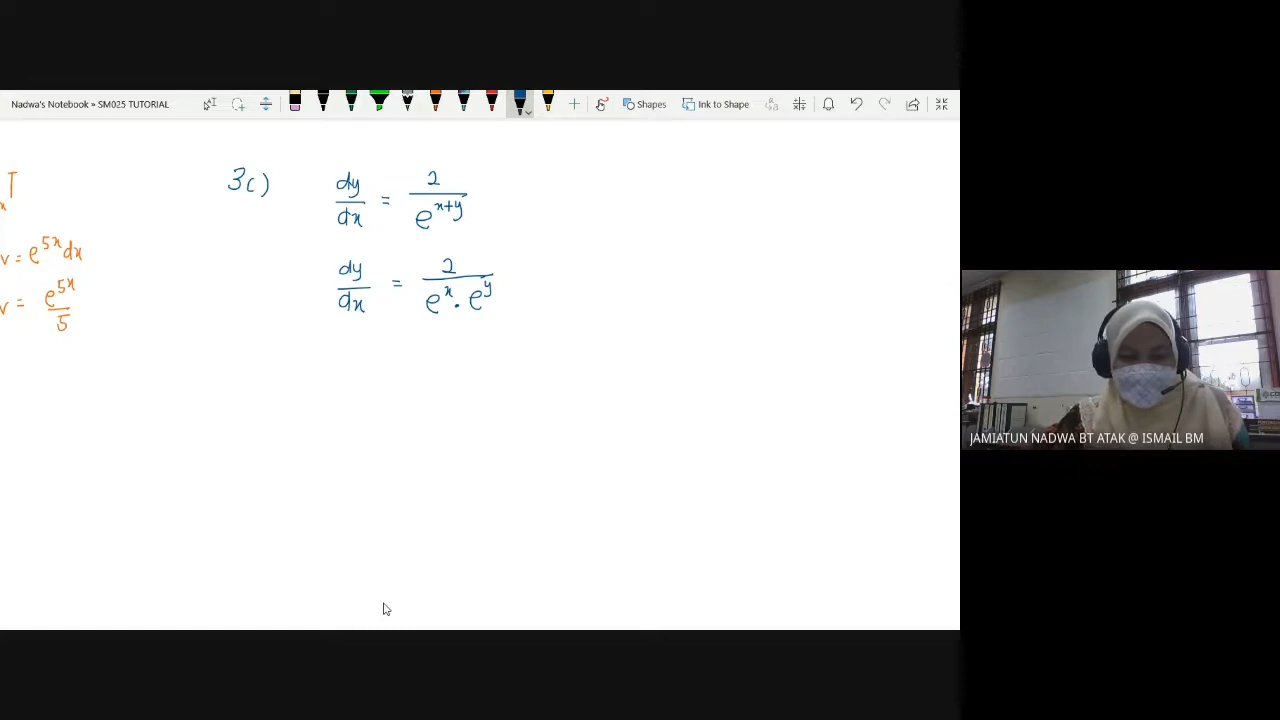 Nadwa's Notebook » SM025 TUTORIAL
Shapes
Ink to Shape
3c) dy/dx = 2/e^(x+y)
dy/dx = 2/(e^x . e^y)
v = e^(5x) dx
v = e^(5x)/5
JAMIATUN NADWA BT ATAK @ ISMAIL BM